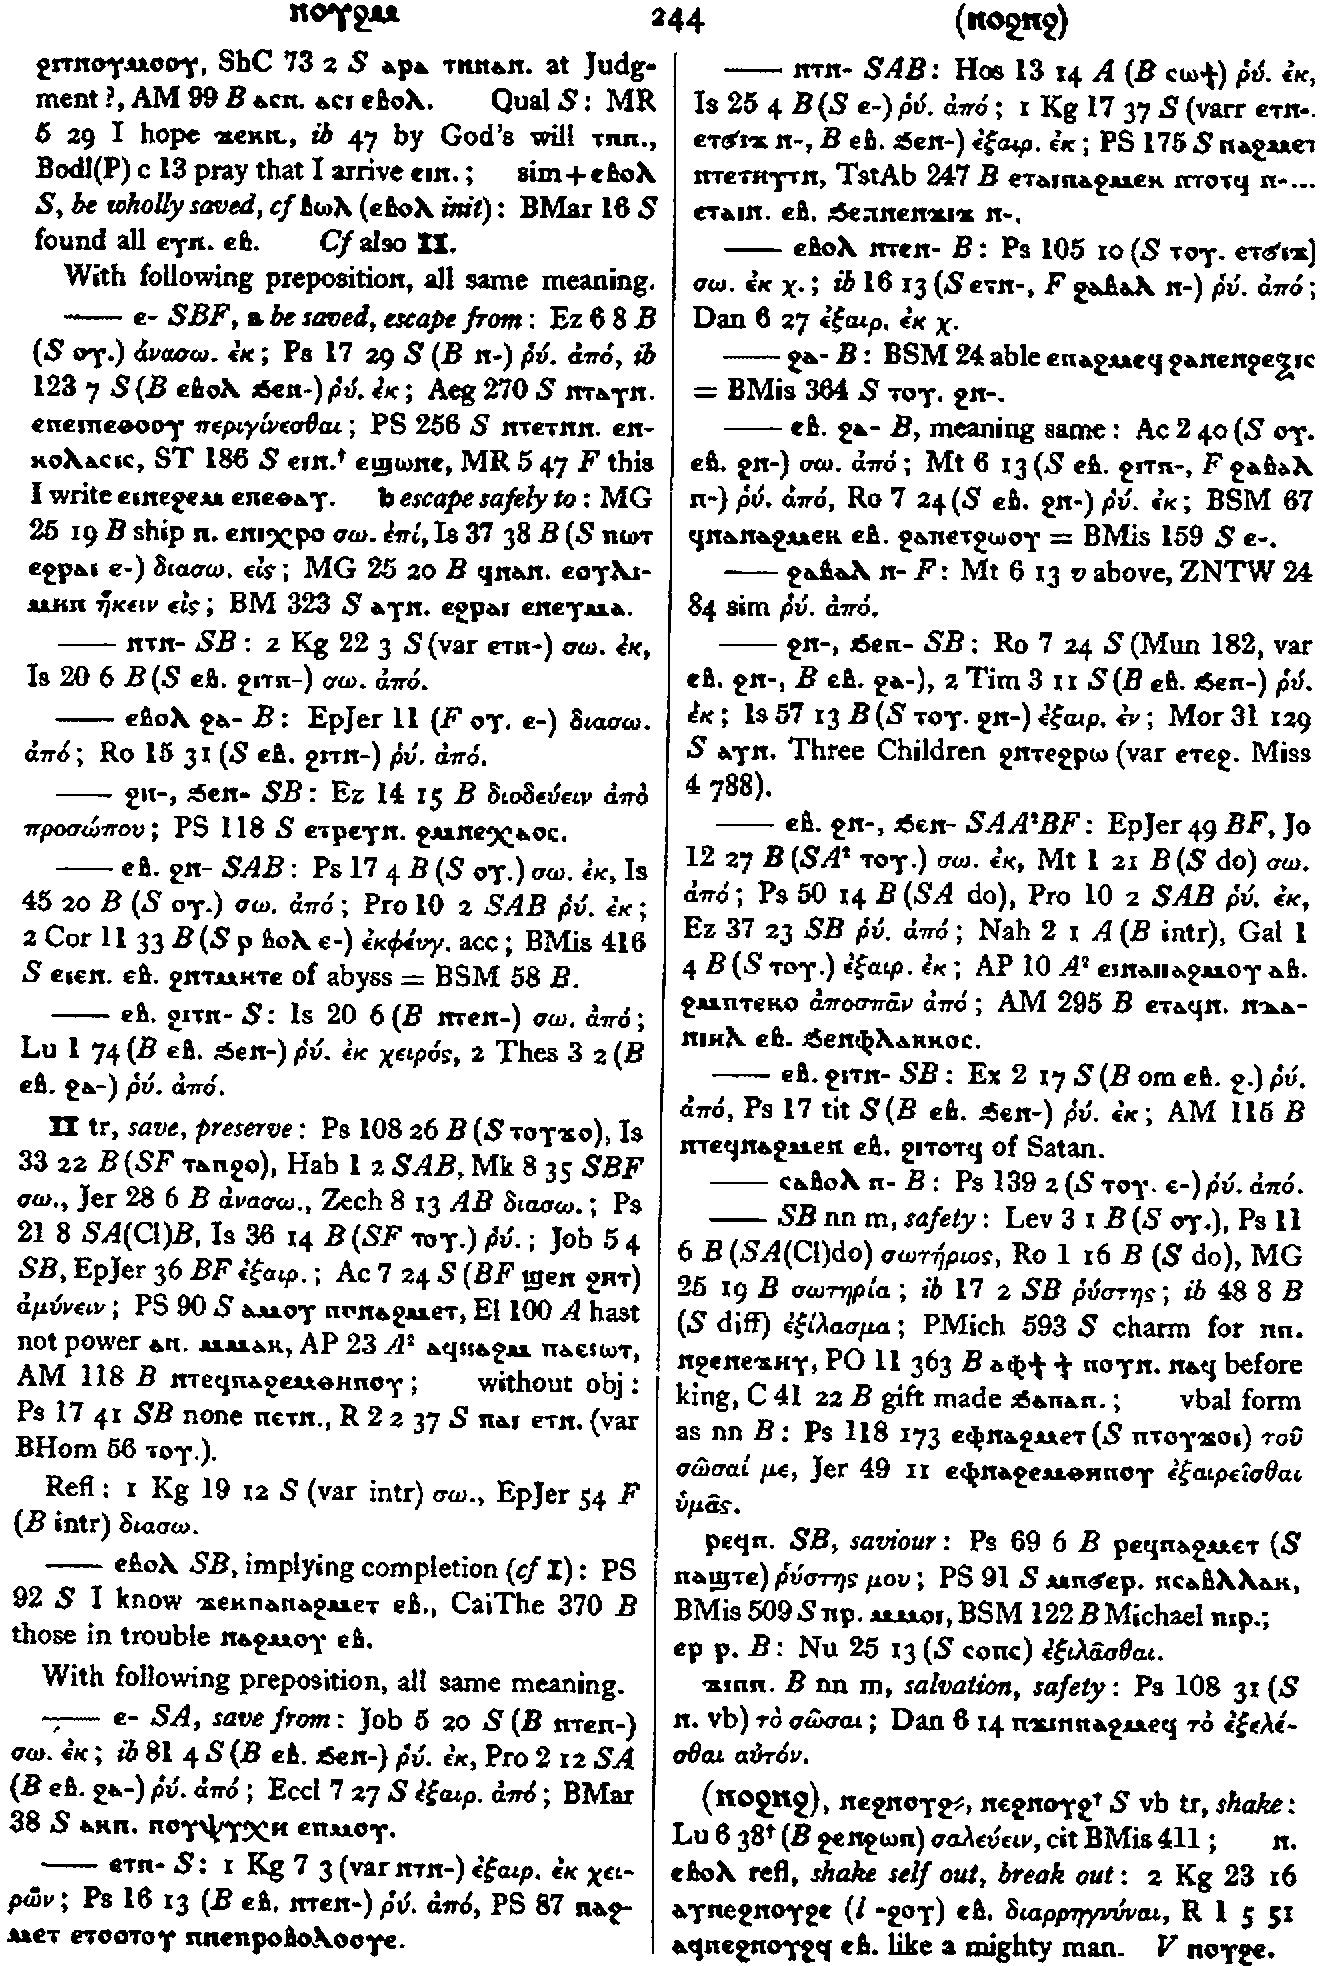 ⲛⲟⲩϩⲙ 244 (ⲛⲟϩⲛϩ)
ϩⲓⲧⲛⲟⲩⲙⲟⲟⲩ, ShC 73 2 S ⲁⲣⲁ ⲧⲛⲛⲁⲛ. at Judg-
ment ?, AM 99 B ⲁⲥⲛ. ⲁⲥⲓ ⲉⲃⲟⲗ. Qual S: MR
5 29 I hope ϫⲉⲕⲛ., ib 47 by God's will ⲧⲛⲛ.,
Bodl(P) c 13 pray that I arrive ⲉⲓⲛ.; sim + ⲉⲃⲟⲗ
S, be wholly saved, cf ⲃⲱⲗ (ⲉⲃⲟⲗ init): BMar 16 S
found all ⲉⲩⲛ. ⲉⲃ. Cf also II.
With following preposition, all same meaning.
—— ⲉ- SBF, a be saved, escape from: Ez 6 8 B
(S ⲟⲩ.) ἀνασω. ἐκ; Ps 17 29 S (B ⲛ-) ῥύ. ἀπό, ib
123 7 S (B ⲉⲃⲟⲗ ϧⲉⲛ-) ῥύ. ἐκ; Aeg 270 S ⲛⲧⲁⲩⲛ.
ⲉⲡⲉⲓⲡⲉⲑⲟⲟⲩ περιγίνεσθαι; PS 256 S ⲛⲧⲉⲧⲛⲛ. ⲉⲛ-
ⲕⲟⲗⲁⲥⲓⲥ, ST 186 S ⲉⲓⲛ.† ⲉϣⲱⲡⲉ, MR 5 47 F this
I write ⲉⲓⲛⲉϩⲉⲙ ⲉⲡⲉⲑⲁⲩ. b escape safely to: MG
25 19 B ship ⲛ. ⲉⲡⲓⲭⲣⲟ σω. ἐπί, Is 37 38 B (S ⲡⲱⲧ
ⲉϩⲣⲁⲓ ⲉ-) διασω. εἰς; MG 25 20 B ϥⲛⲁⲛ. ⲉⲟⲩⲗⲓ-
ⲙⲏⲛ ἥκειν εἰς; BM 323 S ⲁⲩⲛ. ⲉϩⲣⲁⲓ ⲉⲡⲉⲩⲙⲁ.
—— ⲛⲧⲛ- SB: 2 Kg 22 3 S (var ⲉⲧⲛ-) σω. ἐκ,
Is 20 6 B (S ⲉⲃ. ϩⲓⲧⲛ-) σω. ἀπό.
—— ⲉⲃⲟⲗ ϩⲁ- B: EpJer 11 (F ⲟⲩ. ⲉ-) διασω.
ἀπό; Ro 15 31 (S ⲉⲃ. ϩⲓⲧⲛ-) ῥύ. ἀπό.
—— ϩⲛ-, ϧⲉⲛ- SB: Ez 14 15 B διοδεύειν ἀπὸ
προσώπου; PS 118 S ⲉⲧⲣⲉⲩⲛ. ϩⲙⲡⲉⲭⲁⲟⲥ.
—— ⲉⲃ. ϩⲛ- SAB: Ps 17 4 B (S ⲟⲩ.) σω. ἐκ, Is
45 20 B (S ⲟⲩ.) σω. ἀπό; Pro 10 2 SAB ῥύ. ἐκ;
2 Cor 11 33 B (S ⲣ ⲃⲟⲗ ⲉ-) ἐκφεύγ. acc; BMis 416
S ⲉⲓⲉⲛ. ⲉⲃ. ϩⲛⲧⲙⲏⲧⲉ of abyss = BSM 58 B.
—— ⲉⲃ. ϩⲓⲧⲛ- S: Is 20 6 (B ⲛⲧⲉⲛ-) σω. ἀπό;
Lu 1 74 (B ⲉⲃ. ϧⲉⲛ-) ῥύ. ἐκ χειρός, 2 Thes 3 2 (B
ⲉⲃ. ϩⲁ-) ῥύ. ἀπό.
II tr, save, preserve: Ps 108 26 B (S ⲧⲟⲩϫⲟ), Is
33 22 B (SF ⲧⲁⲛϩⲟ), Hab 1 2 SAB, Mk 8 35 SBF
σω., Jer 28 6 B ἀνασω., Zech 8 13 AB διασω.; Ps
21 8 SA(Cl)B, Is 36 14 B (SF ⲧⲟⲩ.) ῥύ.; Job 5 4
SB, EpJer 36 BF ἐξαιρ.; Ac 7 24 S (BF ϣⲉⲛ ϩⲏⲧ)
ἀμύνειν; PS 90 S ⲁⲙⲟⲩ ⲛⲅⲛⲁϩⲙⲉⲧ, El 100 A hast
not power ⲁⲛ. ⲙⲙⲁⲕ, AP 23 A² ⲁϥⲛⲁϩⲙ ⲡⲁⲉⲓⲱⲧ,
AM 118 B ⲛⲧⲉϥⲛⲁϩⲉⲙⲑⲏⲛⲟⲩ; without obj:
Ps 17 41 SB none ⲡⲉⲧⲛ., R 2 2 37 S ⲡⲁⲓ ⲉⲧⲛ. (var
BHom 56 ⲧⲟⲩ.).
Refl: 1 Kg 19 12 S (var intr) σω., EpJer 54 F
(B intr) διασω.
—— ⲉⲃⲟⲗ SB, implying completion (cf I): PS
92 S I know ϫⲉⲕⲛⲁⲛⲁϩⲙⲉⲧ ⲉⲃ., CaiThe 370 B
those in trouble ⲛⲁϩⲙⲟⲩ ⲉⲃ.
With following preposition, all same meaning.
—— ⲉ- SA, save from: Job 5 20 S (B ⲛⲧⲉⲛ-)
σω. ἐκ; ib 81 4 S (B ⲉⲃ. ϧⲉⲛ-) ῥύ. ἐκ, Pro 2 12 SA
(B ⲉⲃ. ϩⲁ-) ῥύ. ἀπό; Eccl 7 27 S ἐξαιρ. ἀπό; BMar
38 S ⲁⲕⲛ. ⲛⲟⲩⲯⲩⲭⲏ ⲉⲡⲙⲟⲩ.
—— ⲉⲧⲛ- S: 1 Kg 7 3 (var ⲛⲧⲛ-) ἐξαιρ. ἐκ χει-
ρῶν; Ps 16 13 (B ⲉⲃ. ⲛⲧⲉⲛ-) ῥύ. ἀπό, PS 87 ⲛⲁϩ-
ⲙⲉⲧ ⲉⲧⲟⲟⲧⲟⲩ ⲛⲛⲉⲡⲣⲟⲃⲟⲗⲟⲟⲩⲉ.
—— ⲛⲧⲛ- SAB: Hos 13 14 A (B ⲥⲱϯ) ῥύ. ἐκ,
Is 25 4 B (S ⲉ-) ῥύ. ἀπό; 1 Kg 17 37 S (varr ⲉⲧⲛ-.
ⲉⲧϭⲓϫ ⲛ-, B ⲉⲃ. ϧⲉⲛ-) ἐξαιρ. ἐκ; PS 175 S ⲛⲁϩⲙⲉⲧ
ⲛⲧⲉⲧⲏⲩⲧⲛ, TstAb 247 B ⲉⲧⲁⲓⲛⲁϩⲙⲉⲕ ⲛⲧⲟⲧϥ ⲛ-...
ⲉⲧⲁⲓⲛ. ⲉⲃ. ϧⲉⲛⲛⲉⲛϫⲓϫ ⲛ-.
—— ⲉⲃⲟⲗ ⲛⲧⲉⲛ- B: Ps 105 10 (S ⲧⲟⲩ. ⲉⲧϭⲓϫ]
σω. ἐκ χ.; ib 16 13 (S ⲉⲧⲛ-, F ϩⲁⲃⲁⲗ ⲛ-) ῥύ. ἀπό;
Dan 6 27 ἐξαιρ. ἐκ χ.
—— ϩⲁ- B: BSM 24 able ⲉⲛⲁϩⲙⲉϥ ϩⲁⲛⲉⲛϩⲉϫⲓⲥ
= BMis 364 S ⲧⲟⲩ. ϩⲛ-.
—— ⲉⲃ. ϩⲁ- B, meaning same: Ac 2 40 (S ⲟⲩ.
ⲉⲃ. ϩⲛ-) σω. ἀπό; Mt 6 13 (S ⲉⲃ. ϩⲓⲧⲛ-, F ϩⲁⲃⲁⲗ
ⲛ-) ῥύ. ἀπό, Ro 7 24 (S ⲉⲃ. ϩⲛ-) ῥύ. ἐκ; BSM 67
ϥⲛⲁⲛⲁϩⲙⲉⲕ ⲉⲃ. ϩⲁⲡⲉⲧϩⲱⲟⲩ = BMis 159 S ⲉ-.
—— ϩⲁⲃⲁⲗ ⲛ- F: Mt 6 13 v above, ZNTW 24
84 sim ῥύ. ἀπό.
—— ϩⲛ-, ϧⲉⲛ- SB: Ro 7 24 S (Mun 182, var
ⲉⲃ. ϩⲛ-, B ⲉⲃ. ϩⲁ-), 2 Tim 3 11 S (B ⲉⲃ. ϧⲉⲛ-) ῥύ.
ἐκ; Is 57 13 B (S ⲧⲟⲩ. ϩⲛ-) ἐξαιρ. ἐν; Mor 31 129
S ⲁⲩⲛ. Three Children ϩⲛⲧⲉϩⲣⲱ (var ⲉⲧⲉϩ. Miss
4 788).
—— ⲉⲃ. ϩⲛ-, ϧⲉⲛ- SAA²BF: EpJer 49 BF, Jo
12 27 B (SA² ⲧⲟⲩ.) σω. ἐκ, Mt 1 21 B (S do) σω.
ἀπό; Ps 50 14 B (SA do), Pro 10 2 SAB ῥύ. ἐκ,
Ez 37 23 SB ῥύ. ἀπό; Nah 2 1 A (B intr), Gal 1
4 B (S ⲧⲟⲩ.) ἐξαιρ. ἐκ; AP 10 A² ⲉⲓⲛⲁⲛⲁϩⲙⲟⲩ ⲁⲃ.
ϩⲙⲡⲧⲉⲕⲟ ἀποσπᾶν ἀπό; AM 295 B ⲉⲧⲁϥⲛ. ⲛⲇⲁ-
ⲛⲓⲏⲗ ⲉⲃ. ϧⲉⲛⲫⲗⲁⲕⲕⲟⲥ.
—— ⲉⲃ. ϩⲓⲧⲛ- SB: Ex 2 17 S (B om ⲉⲃ. ϩ.) ῥύ.
ἀπό, Ps 17 tit S (B ⲉⲃ. ϧⲉⲛ-) ῥύ. ἐκ; AM 115 B
ⲛⲧⲉϥⲛⲁϩⲙⲉⲛ ⲉⲃ. ϩⲓⲧⲟⲧϥ of Satan.
—— ⲥⲁⲃⲟⲗ ⲛ- B: Ps 139 2 (S ⲧⲟⲩ. ⲉ-) ῥύ. ἀπό.
—— SB nn m, safety: Lev 3 1 B (S ⲟⲩ.), Ps 11
6 B (SA(Cl)do) σωτήριος, Ro 1 16 B (S do), MG
25 19 B σωτηρία; ib 17 2 SB ῥύστης; ib 48 8 B
(S diff) ἐξίλασμα; PMich 593 S charm for ⲡⲛ.
ⲛϩⲉⲛⲉϫⲏⲩ, PO 11 363 B ⲁⲫϯ ϯ ⲛⲟⲩⲛ. ⲛⲁϥ before
king, C 41 22 B gift made ϧⲁⲡⲁⲛ.; vbal form
as nn B: Ps 118 173 ⲉⲫⲛⲁϩⲙⲉⲧ (S ⲛⲧⲟⲩϫⲟⲓ) τοῦ
σῶσαί με, Jer 49 11 ⲉⲫⲛⲁϩⲉⲙⲑⲏⲛⲟⲩ ἐξαιρεῖσθαι
ὑμᾶς.
ⲣⲉϥⲛ. SB, saviour: Ps 69 6 B ⲣⲉϥⲛⲁϩⲙⲉⲧ (S
ⲛⲁϣⲧⲉ) ῥύστης μου; PS 91 S ⲙⲡϭⲉⲣ. ⲛⲥⲁⲃⲗⲗⲁⲕ,
BMis 509 S ⲡⲣ. ⲙⲙⲟⲓ, BSM 122 B Michael ⲡⲓⲣ.;
ⲉⲣ ⲣ. B: Nu 25 13 (S ⲥⲟⲡⲥ) ἐξιλᾶσθαι.
ϫⲓⲛⲛ. B nn m, salvation, safety: Ps 108 31 (S
ⲛ. vb) τὸ σῶσαι; Dan 6 14 ⲡϫⲓⲛⲛⲁϩⲙⲉϥ τὸ ἐξελέ-
σθαι αὐτόν.
(ⲛⲟϩⲛϩ), ⲛⲉϩⲛⲟⲩϩ⸗, ⲛⲉϩⲛⲟⲩϩ† S vb tr, shake:
Lu 6 38† (B ϩⲉⲛϩⲱⲛ) σαλεύειν, cit BMis 411; ⲛ.
ⲉⲃⲟⲗ refl, shake self out, break out: 2 Kg 23 16
ⲁⲩⲛⲉϩⲛⲟⲩϩⲉ (l -ϩⲟⲩ) ⲉⲃ. διαρρηγνύναι, R 1 5 51
ⲁϥⲛⲉϩⲛⲟⲩϩϥ ⲉⲃ. like a mighty man. V ⲛⲟⲩϩⲉ.